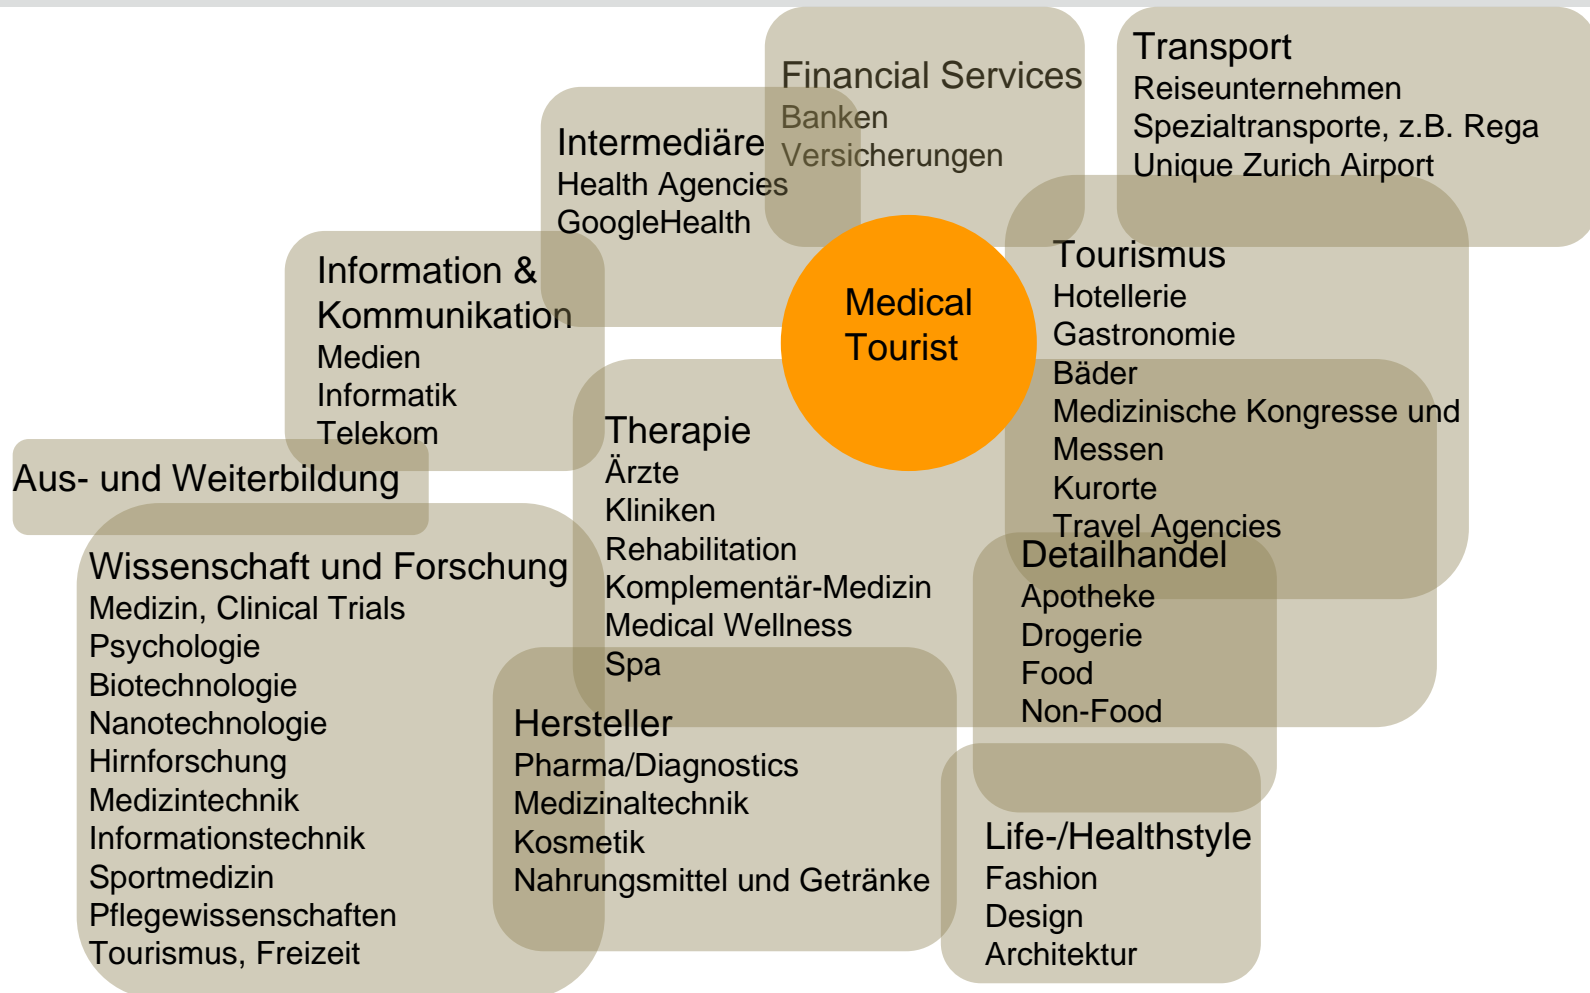 Financial Services
Banken
Versicherungen
Transport
Reiseunternehmen
Spezialtransporte, z.B. Rega
Unique Zurich Airport
Intermediäre
Health Agencies
GoogleHealth
Information &
Kommunikation
Medien
Informatik
Telekom
Medical
Tourist
Tourismus
Hotellerie
Gastronomie
Bäder
Medizinische Kongresse und
Messen
Kurorte
Travel Agencies
Aus- und Weiterbildung
Therapie
Ärzte
Kliniken
Rehabilitation
Komplementär-Medizin
Medical Wellness
Spa
Detailhandel
Apotheke
Drogerie
Food
Non-Food
Wissenschaft und Forschung
Medizin, Clinical Trials
Psychologie
Biotechnologie
Nanotechnologie
Hirnforschung
Medizintechnik
Informationstechnik
Sportmedizin
Pflegewissenschaften
Tourismus, Freizeit
Hersteller
Pharma/Diagnostics
Medizinaltechnik
Kosmetik
Nahrungsmittel und Getränke
Life-/Healthstyle
Fashion
Design
Architektur